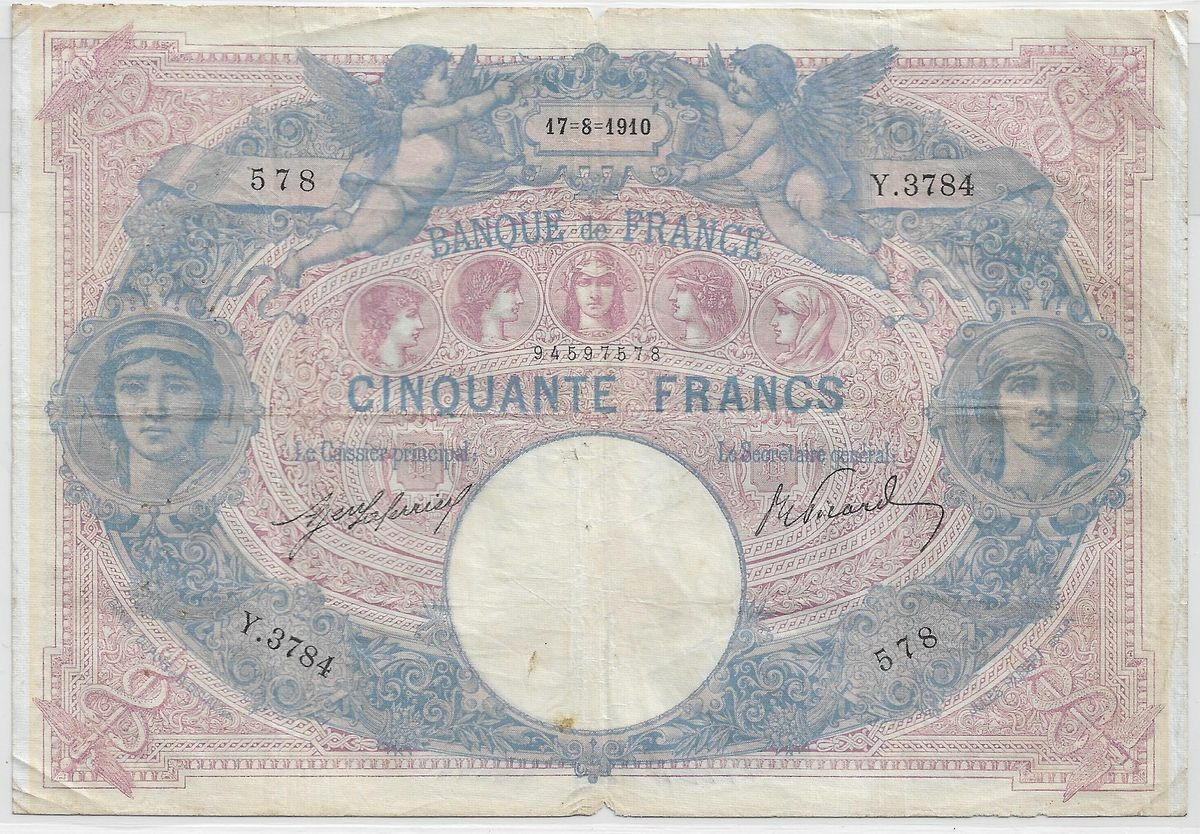 17=8=1910
578
Y.3784
BANQUE de FRANCE
94597578
CINQUANTE FRANCS
Le Caissier principal,
Le Secrétaire général,
Picard
Y.3784
578